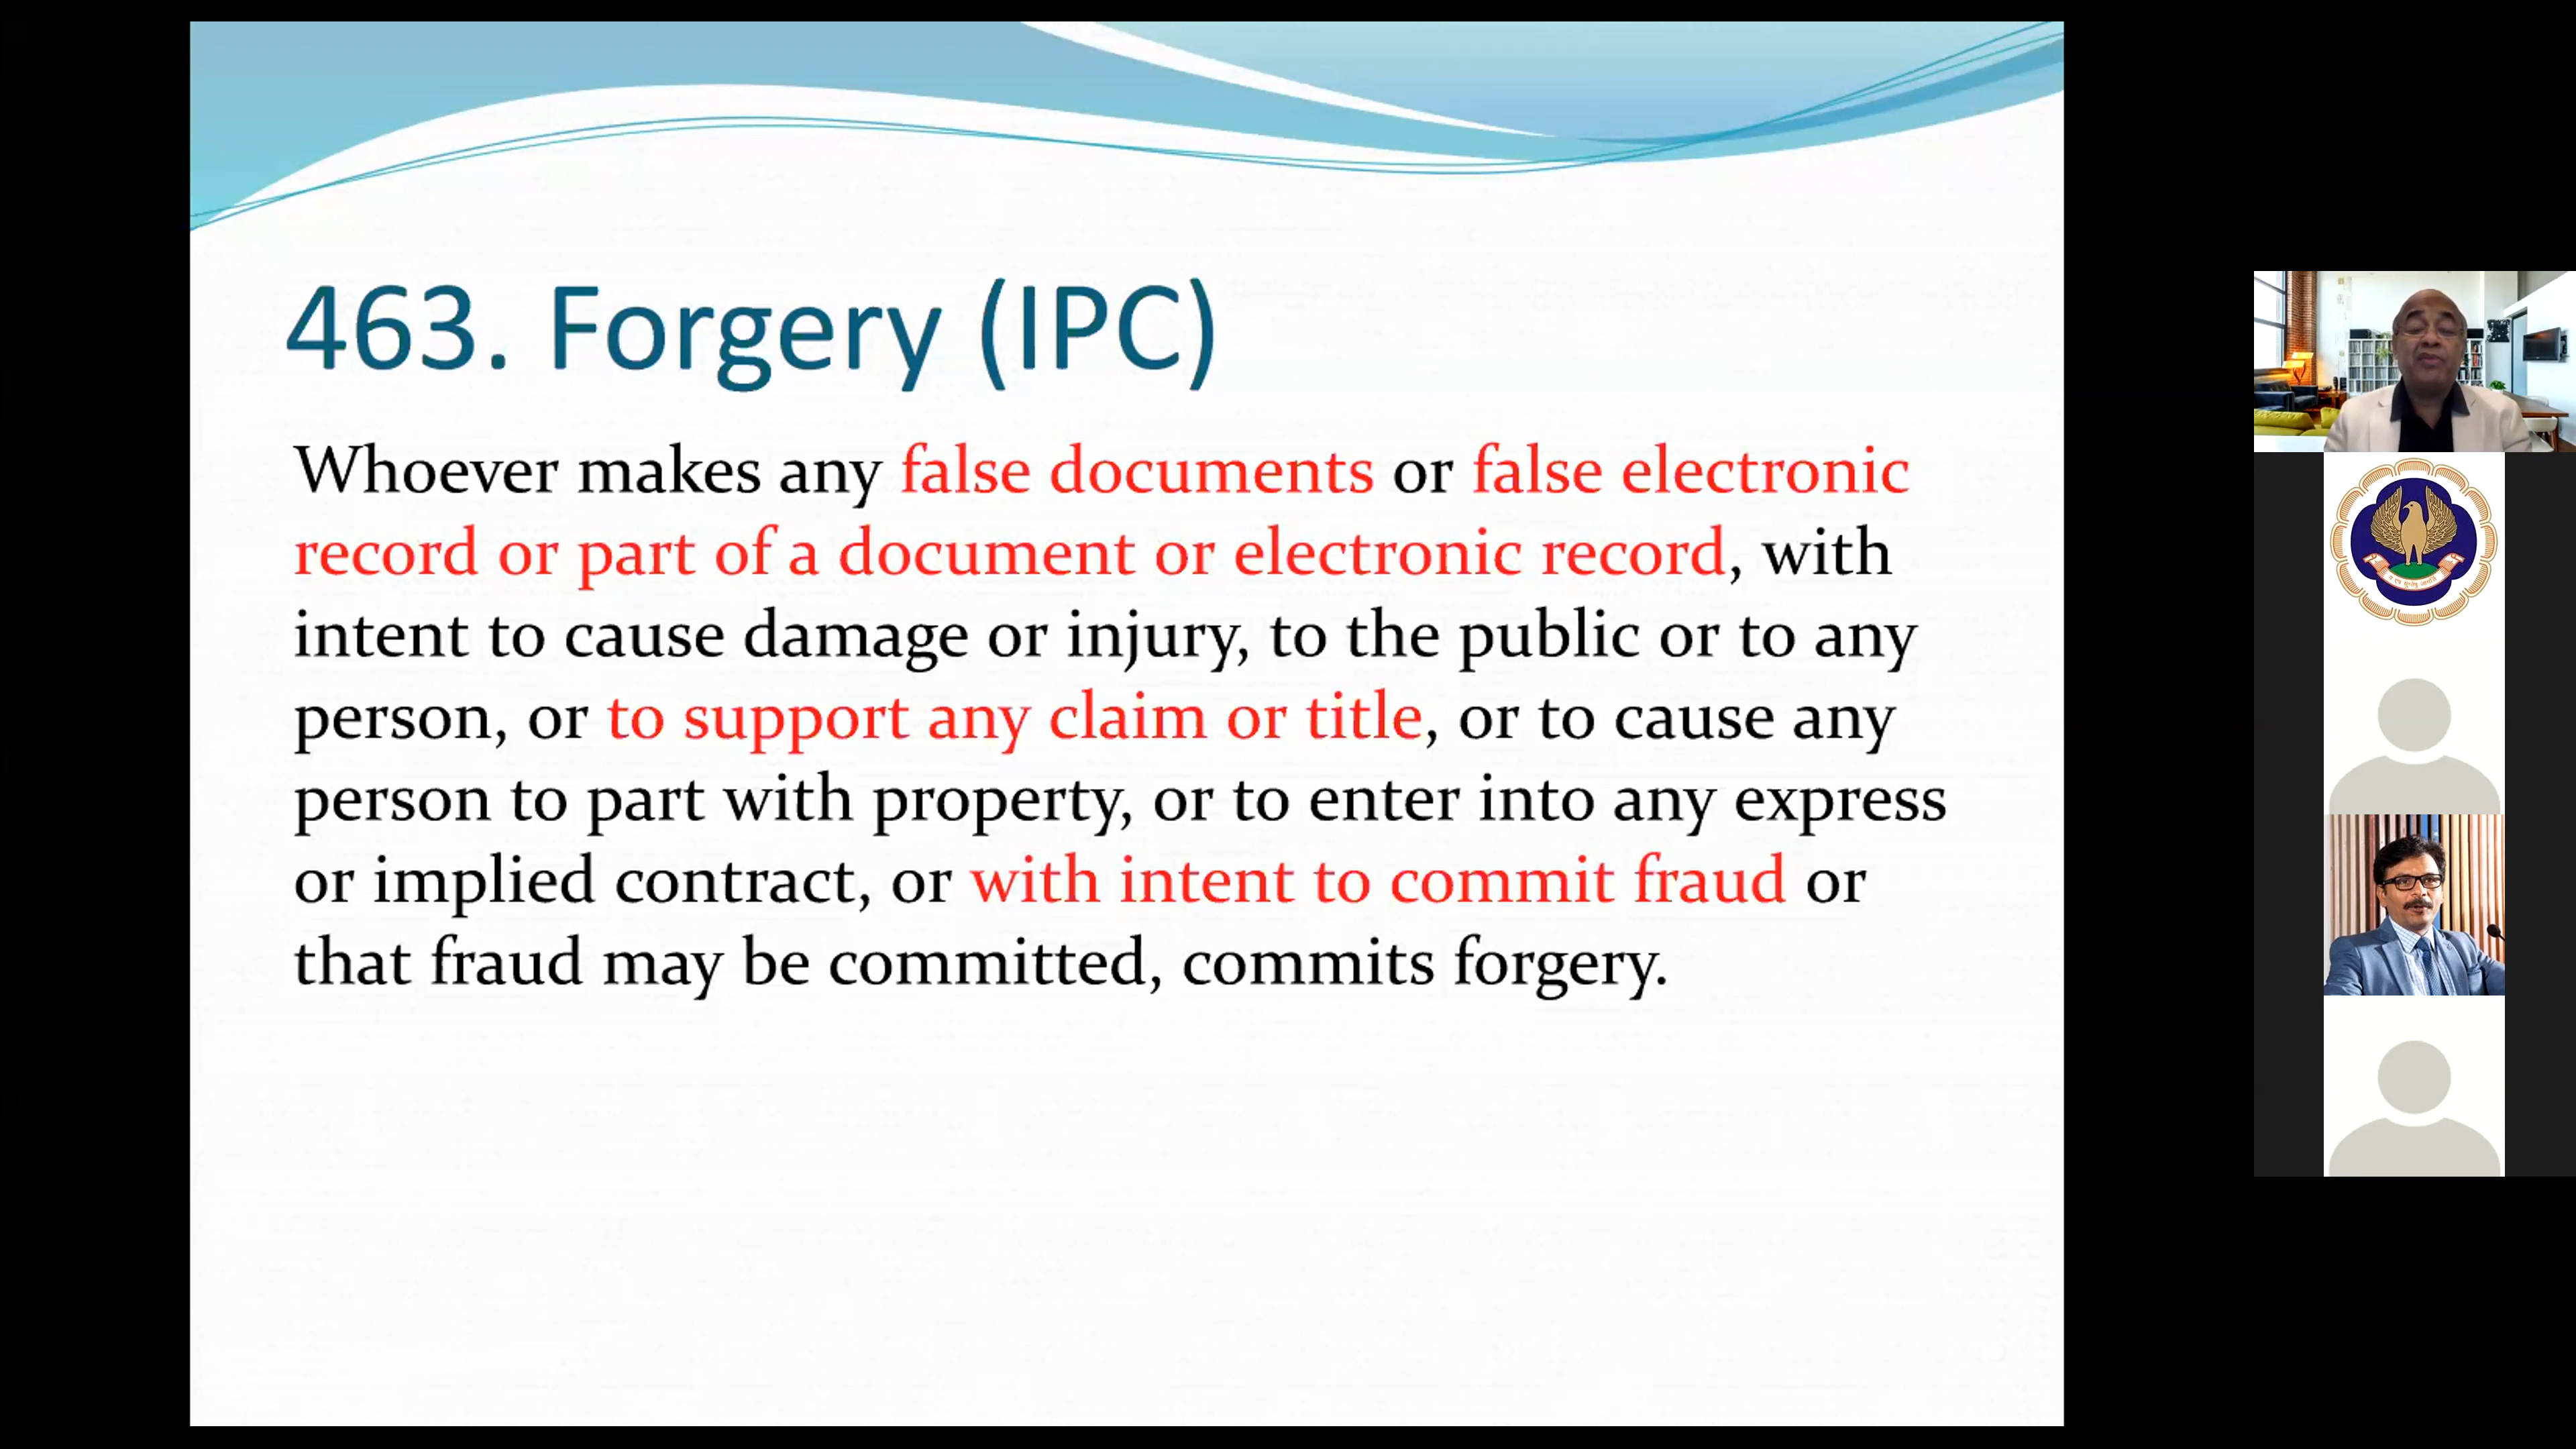 463. Forgery (IPC)
Whoever makes any false documents or false electronic
record or part of a document or electronic record, with
intent to cause damage or injury, to the public or to any
person, or to support any claim or title, or to cause any
person to part with property, or to enter into any express
or implied contract, or with intent to commit fraud or
that fraud may be committed, commits forgery.